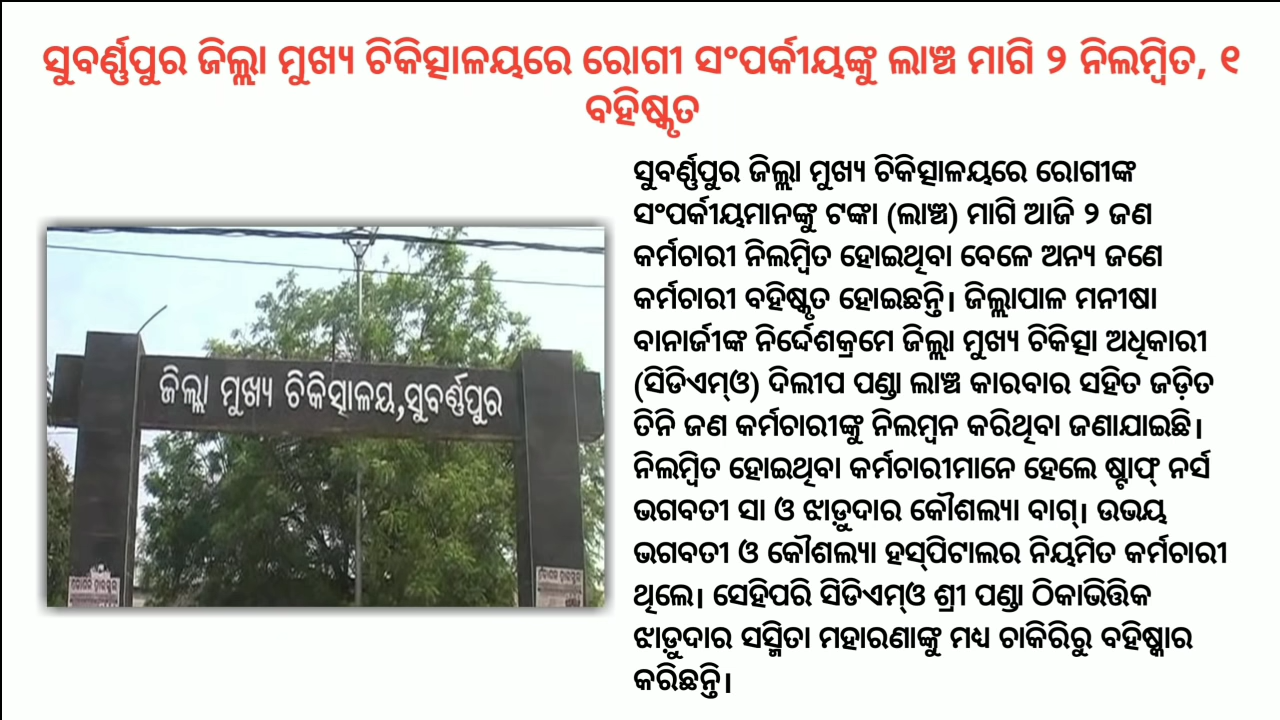 ସୁବର୍ଣ୍ଣପୁର ଜିଲ୍ଲା ମୁଖ୍ୟ ଚିକିତ୍ସାଳୟରେ ରୋଗୀ ସଂପର୍କୀୟଙ୍କୁ ଲାଞ୍ଚ ମାଗି ୨ ନିଲମ୍ବିତ, ୧
ବହିଷ୍କୃତ
ସୁବର୍ଣ୍ଣପୁର ଜିଲ୍ଲା ମୁଖ୍ୟ ଚିକିତ୍ସାଳୟରେ ରୋଗୀଙ୍କ
ସଂପର୍କୀୟମାନଙ୍କୁ ଟଙ୍କା (ଲାଞ୍ଚ) ମାଗି ଆଜି ୨ ଜଣ
କର୍ମଚାରୀ ନିଲମ୍ବିତ ହୋଇଥିବା ବେଳେ ଅନ୍ୟ ଜଣେ
କର୍ମଚାରୀ ବହିଷ୍କୃତ ହୋଇଛନ୍ତି। ଜିଲ୍ଲାପାଳ ମନୀଷା
ବାନାର୍ଜୀଙ୍କ ନିର୍ଦ୍ଦେଶକ୍ରମେ ଜିଲ୍ଲା ମୁଖ୍ୟ ଚିକିତ୍ସା ଅଧିକାରୀ
(ସିଡିଏମ୍‌ଓ) ଦିଲୀପ ପଣ୍ଡା ଲାଞ୍ଚ କାରବାର ସହିତ ଜଡ଼ିତ
ତିନି ଜଣ କର୍ମଚାରୀଙ୍କୁ ନିଲମ୍ବନ କରିଥିବା ଜଣାଯାଇଛି।
ନିଲମ୍ବିତ ହୋଇଥିବା କର୍ମଚାରୀମାନେ ହେଲେ ଷ୍ଟାଫ୍ ନର୍ସ
ଭଗବତୀ ସା ଓ ଝାଡ଼ୁଦାର କୌଶଲ୍ୟା ବାଗ୍। ଉଭୟ
ଭଗବତୀ ଓ କୌଶଲ୍ୟା ହସ୍‌ପିଟାଲର ନିୟମିତ କର୍ମଚାରୀ
ଥିଲେ। ସେହିପରି ସିଡିଏମ୍‌ଓ ଶ୍ରୀ ପଣ୍ଡା ଠିକାଭିତ୍ତିକ
ଝାଡ଼ୁଦାର ସସ୍ମିତା ମହାରଣାଙ୍କୁ ମଧ୍ୟ ଚାକିରିରୁ ବହିଷ୍କାର
କରିଛନ୍ତି।
ଜିଲ୍ଲା ମୁଖ୍ୟ ଚିକିତ୍ସାଳୟ,ସୁବର୍ଣ୍ଣପୁର